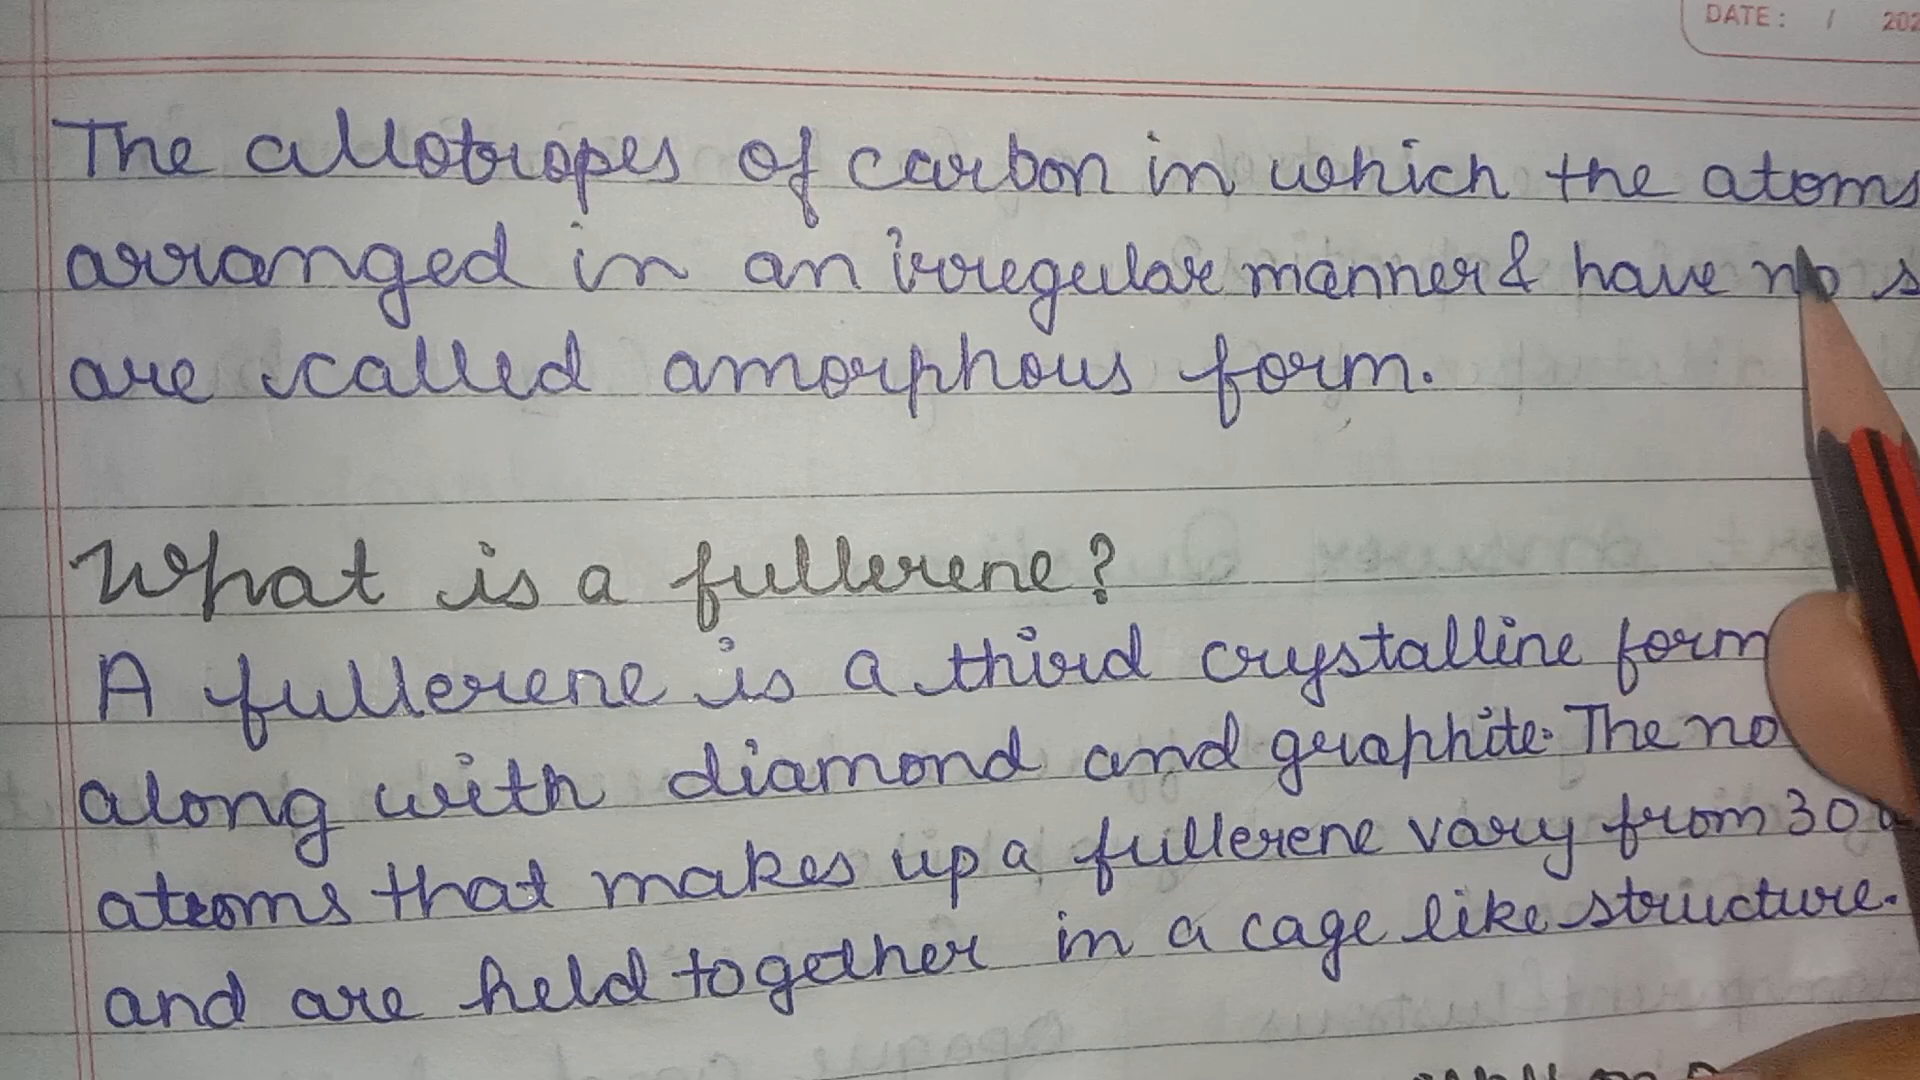 DATE: / 202
The allotropes of carbon in which the atoms
arranged in an irregular manner & have no s
are called amorphous form.
What is a fullerene?
A fullerene is a third crystalline form
along with diamond and graphite. The no
atoms that makes up a fullerene vary from 30
and are held together in a cage like structure.